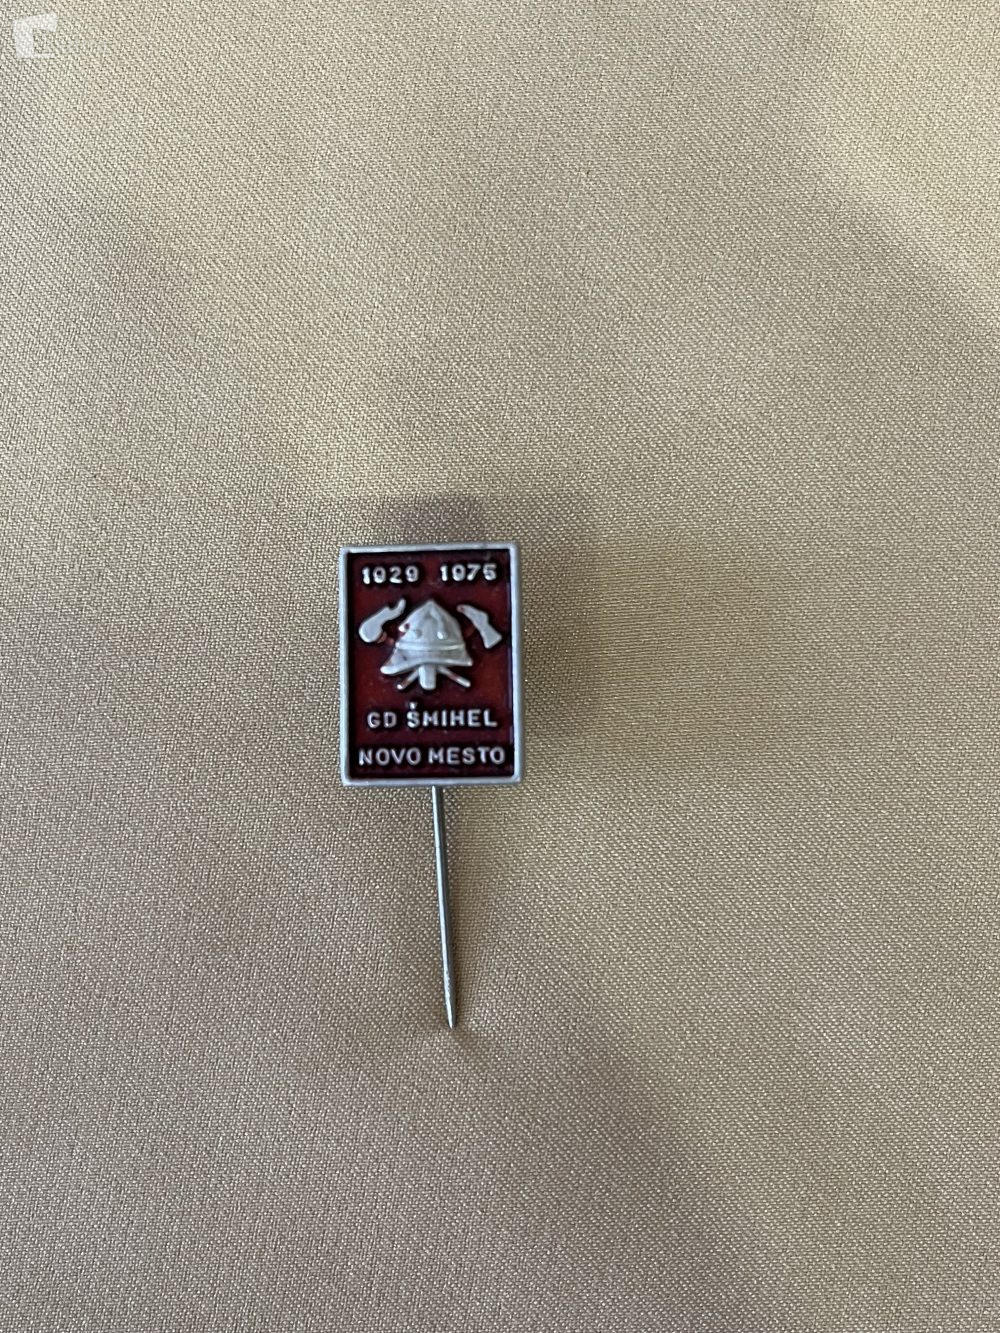 1929 1975
GD ŠMIHEL
NOVO MESTO